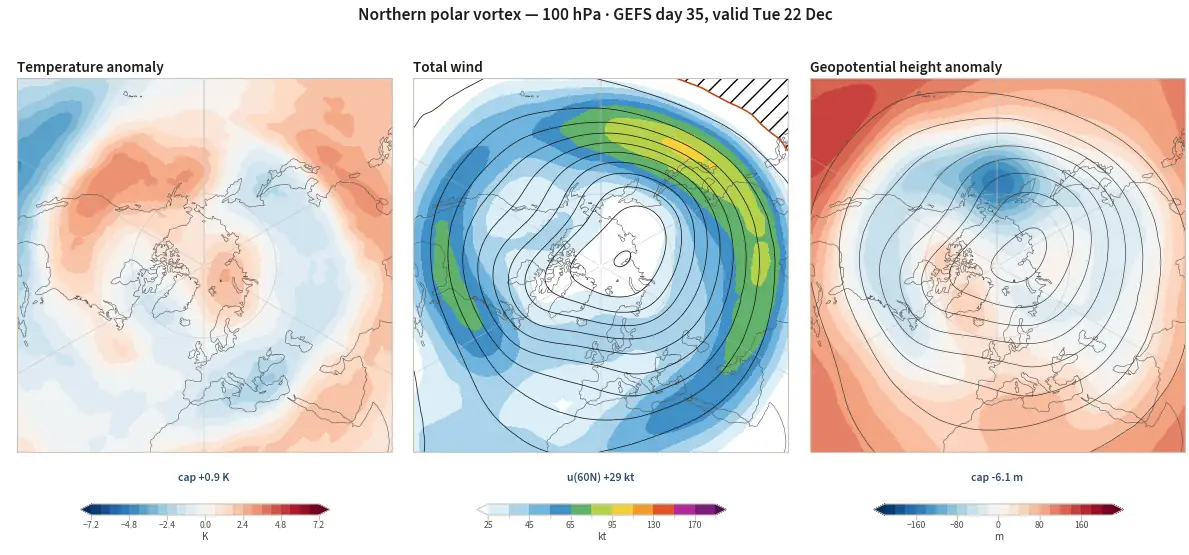 Northern polar vortex — 100 hPa · GEFS day 35, valid Tue 22 Dec
Temperature anomaly
Total wind
Geopotential height anomaly
cap +0.9 K
u(60N) +29 kt
cap -6.1 m
−7.2 −4.8 −2.4 0.0 2.4 4.8 7.2
K
25 45 65 95 130 170
kt
−160 −80 0 80 160
m